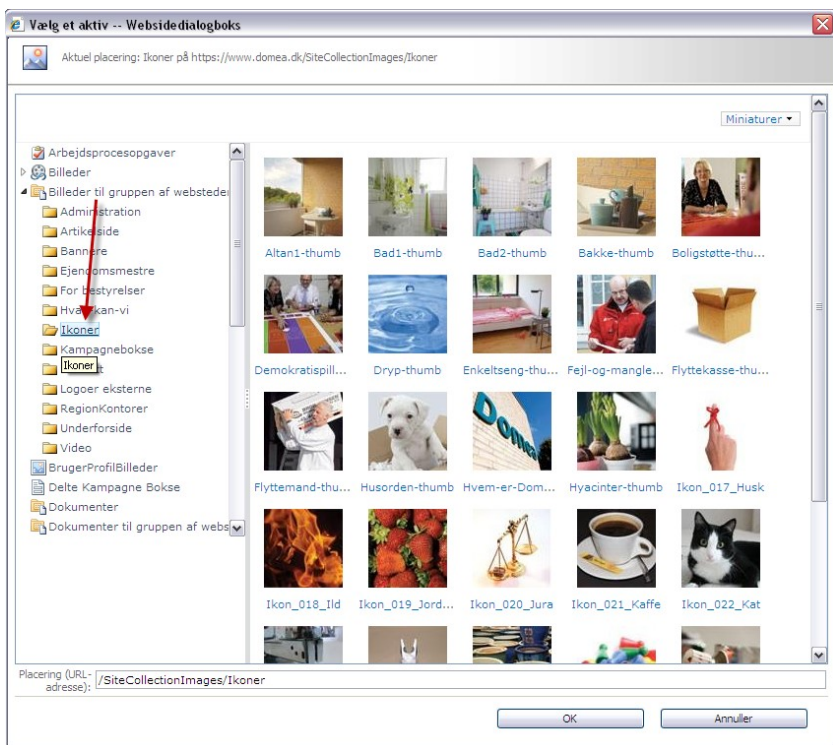 Vælg et aktiv -- Websidedialogboks
Aktuel placering: Ikoner på https://www.domea.dk/SiteCollectionImages/Ikoner
Miniaturer
Arbejdsprocesopgaver
Billeder
Billeder til gruppen af websteder
Administration
Artikelside
Bannere
Ejendomsmestre
For bestyrelser
Hvad-kan-vi
Ikoner
Kampagnebokse
Ikoner
Logoer eksterne
RegionKontorer
Underforside
Video
BrugerProfilBilleder
Delte Kampagne Bokse
Dokumenter
Dokumenter til gruppen af webs
Altan1-thumb Bad1-thumb Bad2-thumb Bakke-thumb Boligstøtte-thu...
Demokratispill... Dryp-thumb Enkeltseng-thu... Fejl-og-mangle... Flyttekasse-thu...
Domea
Flyttemand-thu... Husorden-thumb Hvem-er-Dom... Hyacinter-thumb Ikon_017_Husk
Ikon_018_Ild Ikon_019_Jord... Ikon_020_Jura Ikon_021_Kaffe Ikon_022_Kat
Placering (URL-
adresse): /SiteCollectionImages/Ikoner
OK Annuller